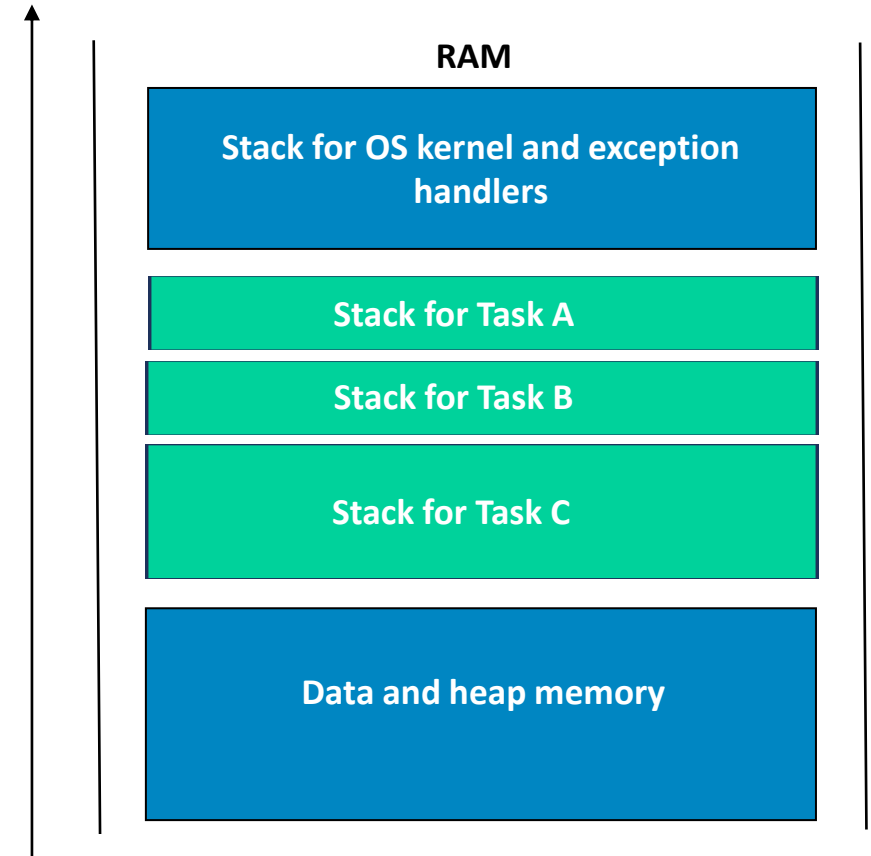 RAM
Stack for OS kernel and exception
handlers
Stack for Task A
Stack for Task B
Stack for Task C
Data and heap memory